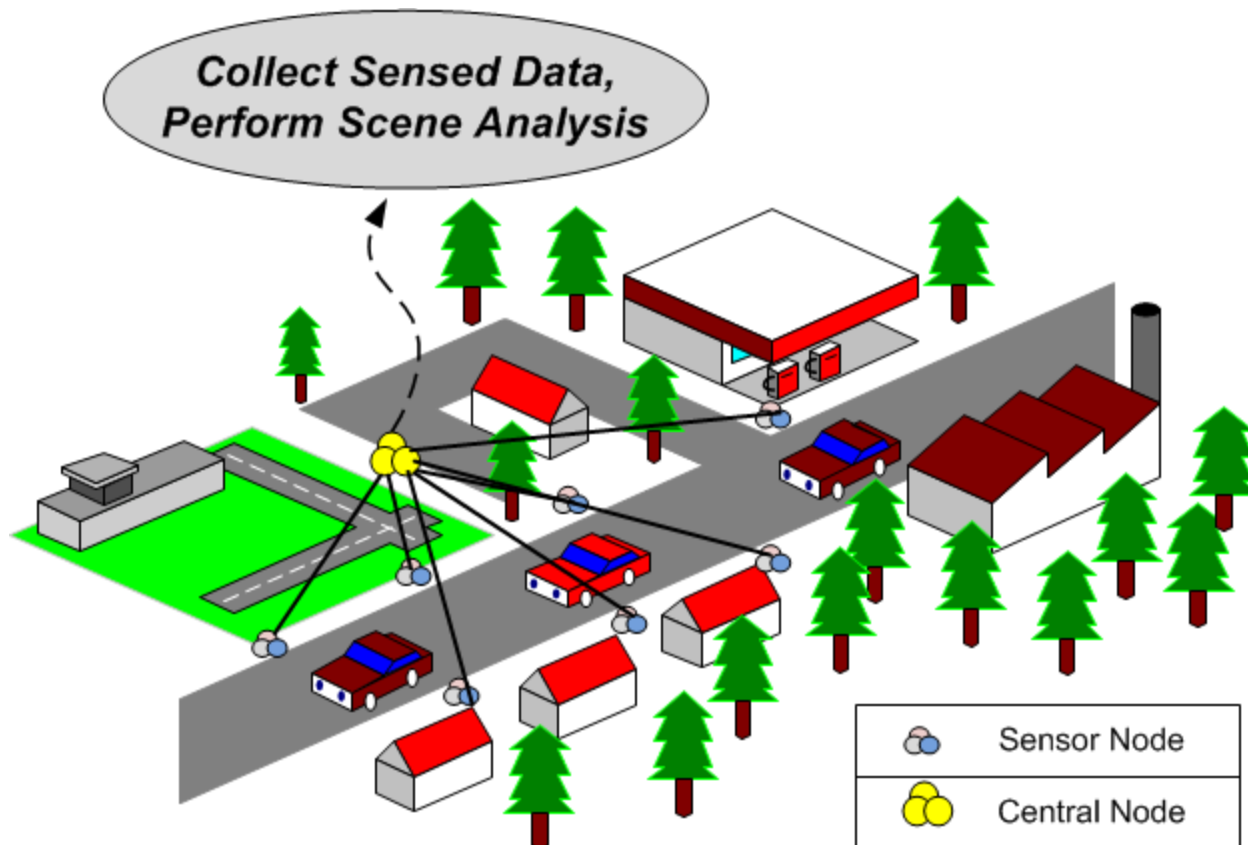 Collect Sensed Data,
Perform Scene Analysis
Sensor Node
Central Node